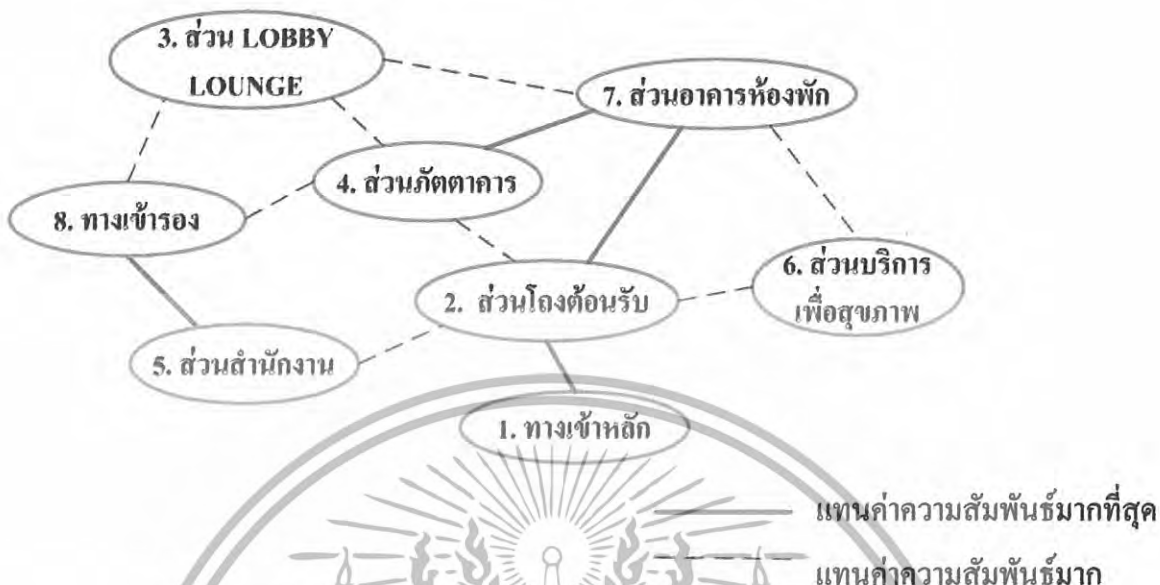 3. ส่วน LOBBY
LOUNGE
7. ส่วนอาคารห้องพัก
4. ส่วนภัตตาคาร
8. ทางเข้ารอง
6. ส่วนบริการ
เพื่อสุขภาพ
2. ส่วนโถงต้อนรับ
5. ส่วนสำนักงาน
1. ทางเข้าหลัก
แทนค่าความสัมพันธ์มากที่สุด
แทนค่าความสัมพันธ์มาก